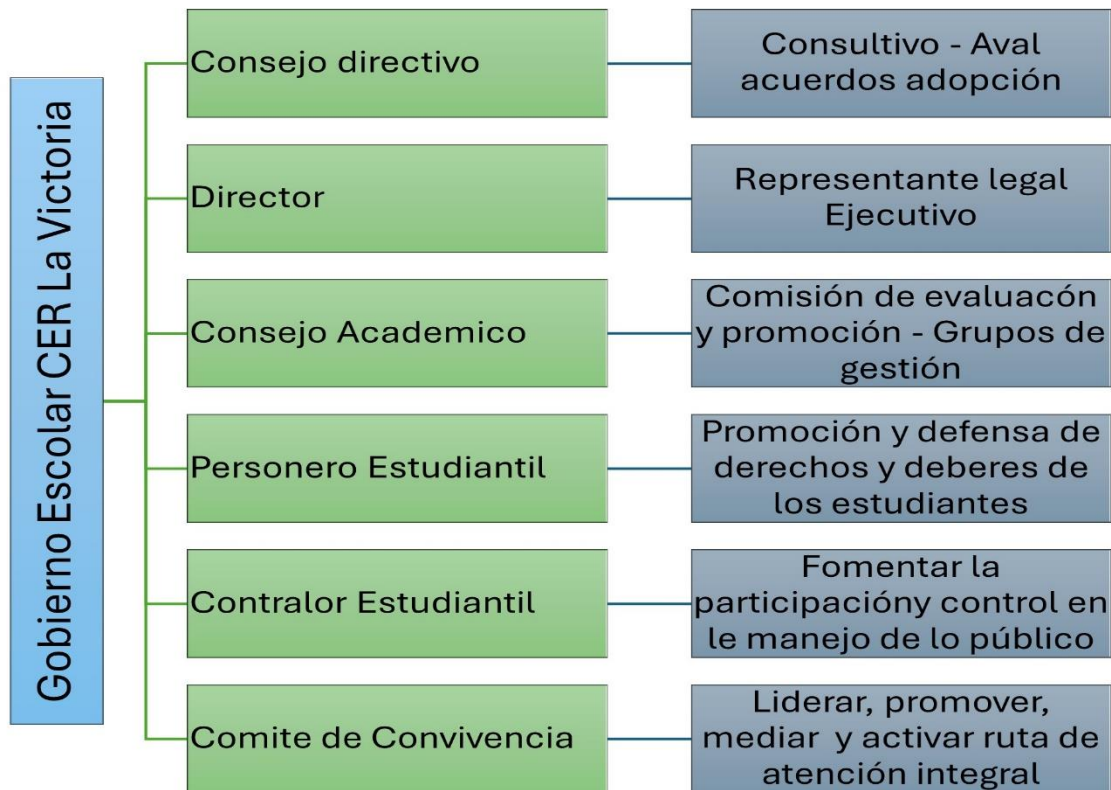 Gobierno Escolar CER La Victoria
Consejo directivo
Consultivo - Aval
acuerdos adopción
Director
Representante legal
Ejecutivo
Consejo Academico
Comisión de evaluacón
y promoción - Grupos de
gestión
Personero Estudiantil
Promoción y defensa de
derechos y deberes de
los estudiantes
Contralor Estudiantil
Fomentar la
participacióny control en
le manejo de lo público
Comite de Convivencia
Liderar, promover,
mediar y activar ruta de
atención integral